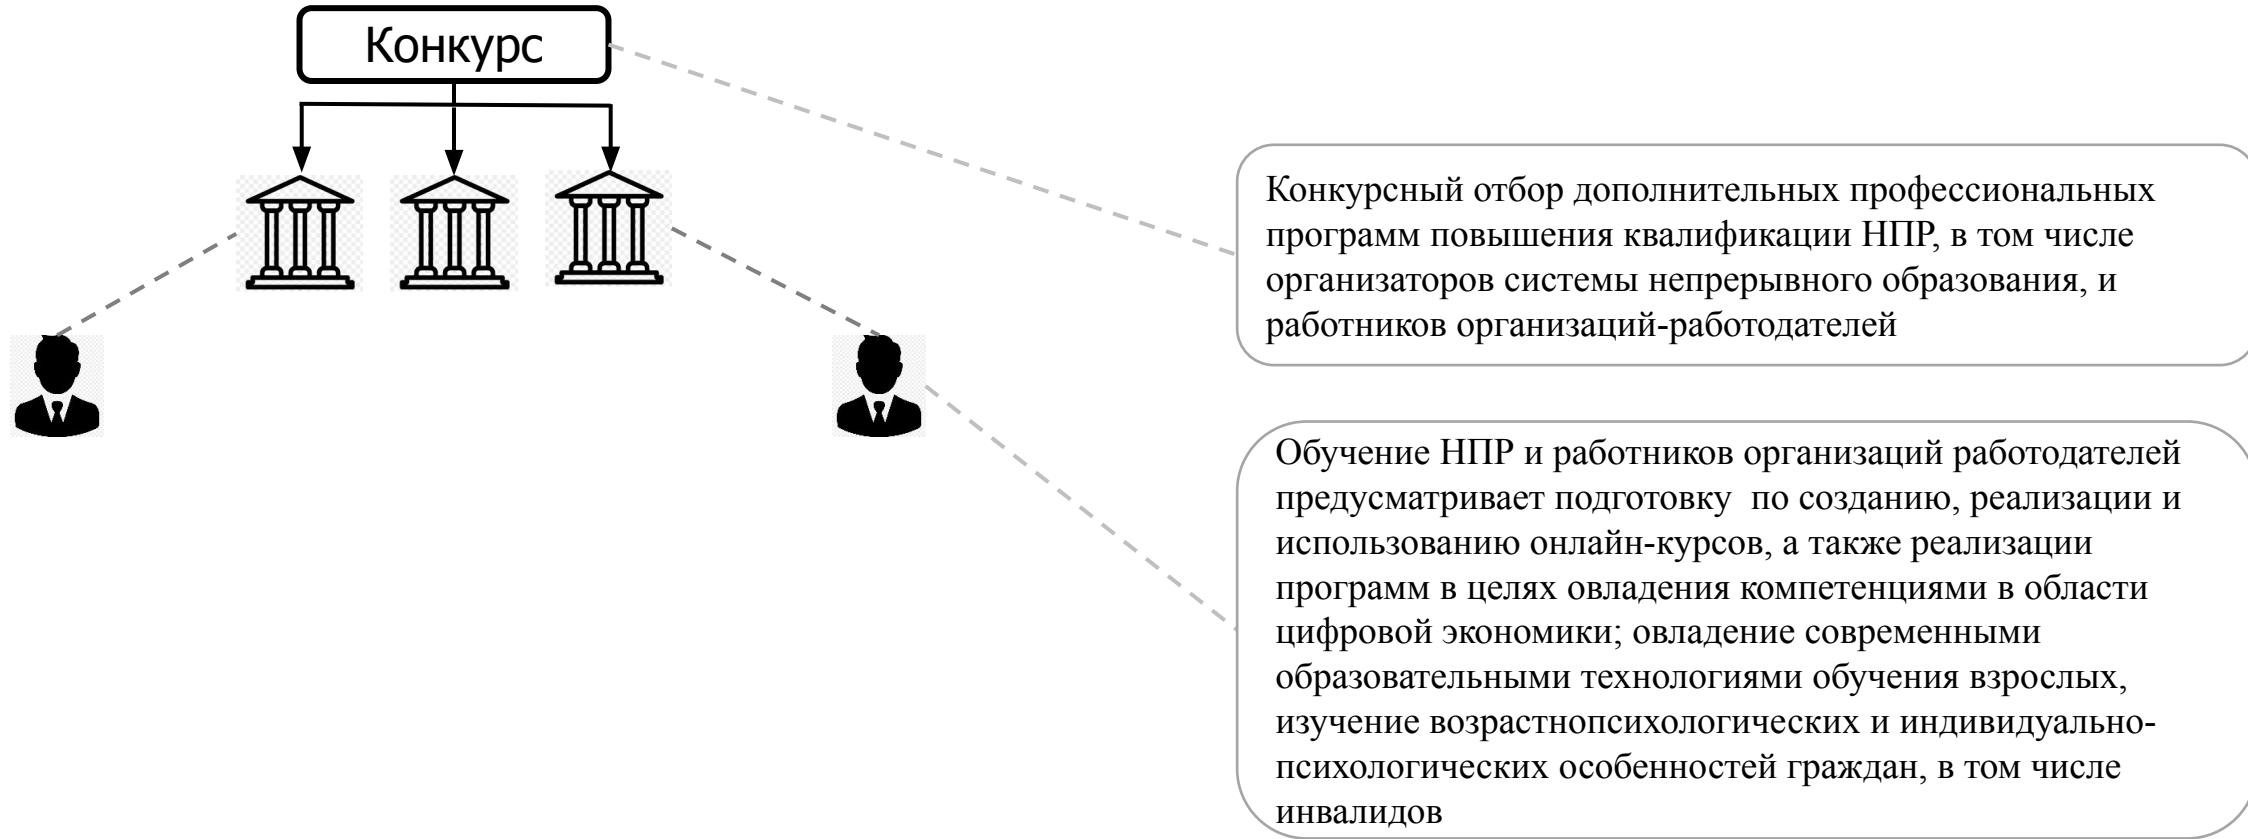 Конкурс
Конкурсный отбор дополнительных профессиональных
программ повышения квалификации НПР, в том числе
организаторов системы непрерывного образования, и
работников организаций-работодателей
Обучение НПР и работников организаций работодателей
предусматривает подготовку  по созданию, реализации и
использованию онлайн-курсов, а также реализации
программ в целях овладения компетенциями в области
цифровой экономики; овладение современными
образовательными технологиями обучения взрослых,
изучение возрастнопсихологических и индивидуально-
психологических особенностей граждан, в том числе
инвалидов